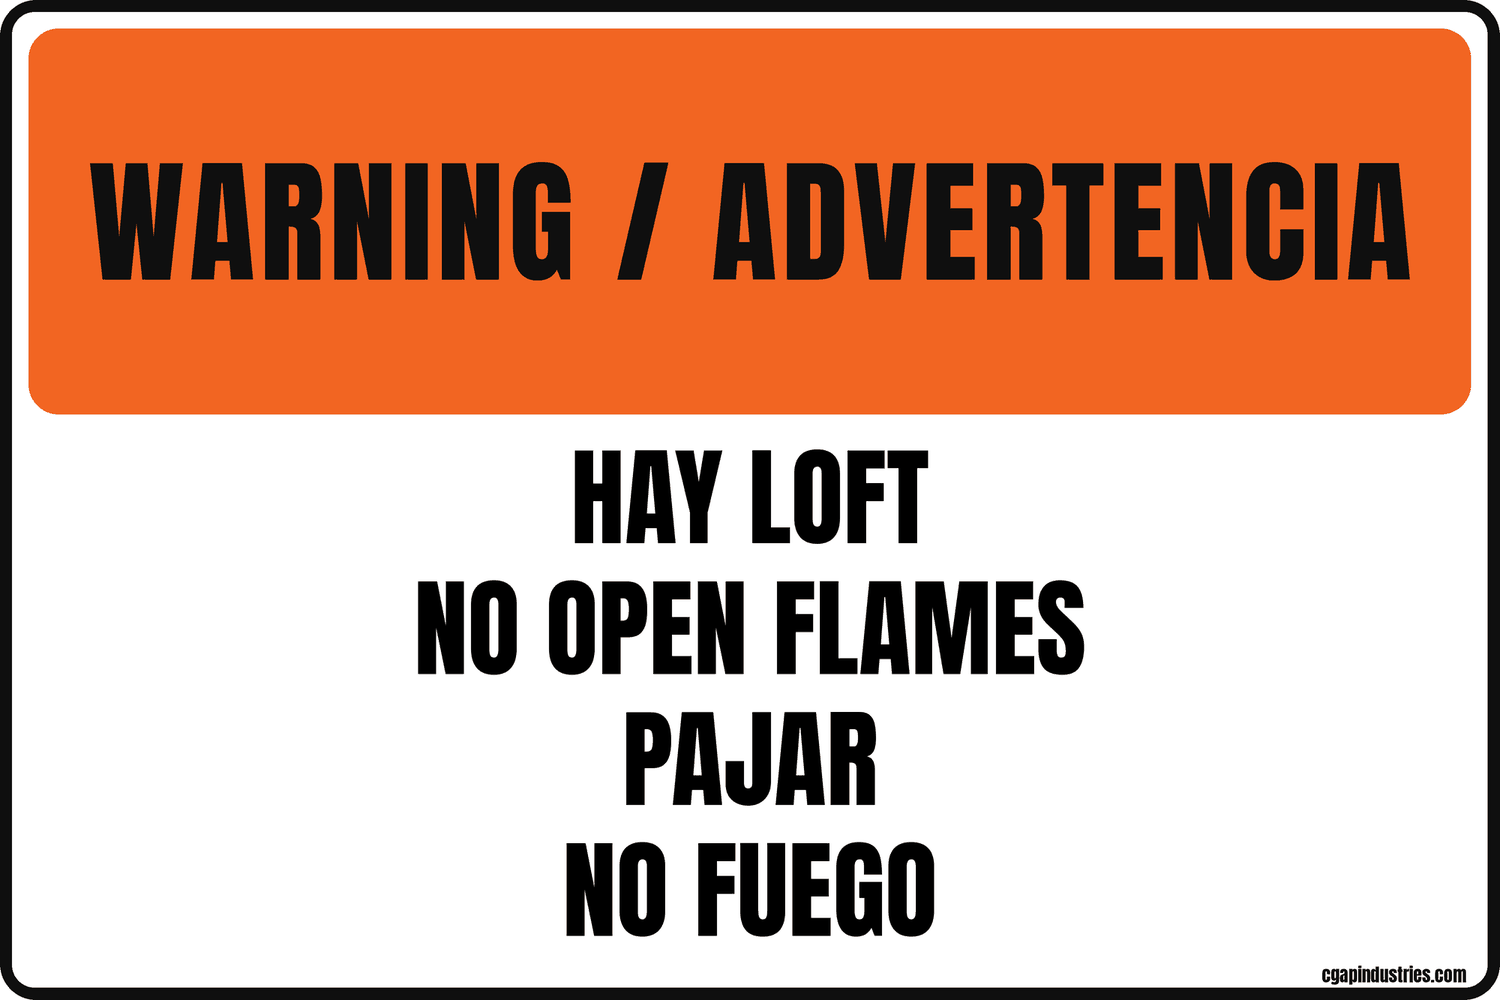 WARNING / ADVERTENCIA
HAY LOFT
NO OPEN FLAMES
PAJAR
NO FUEGO
cgapindustries.com